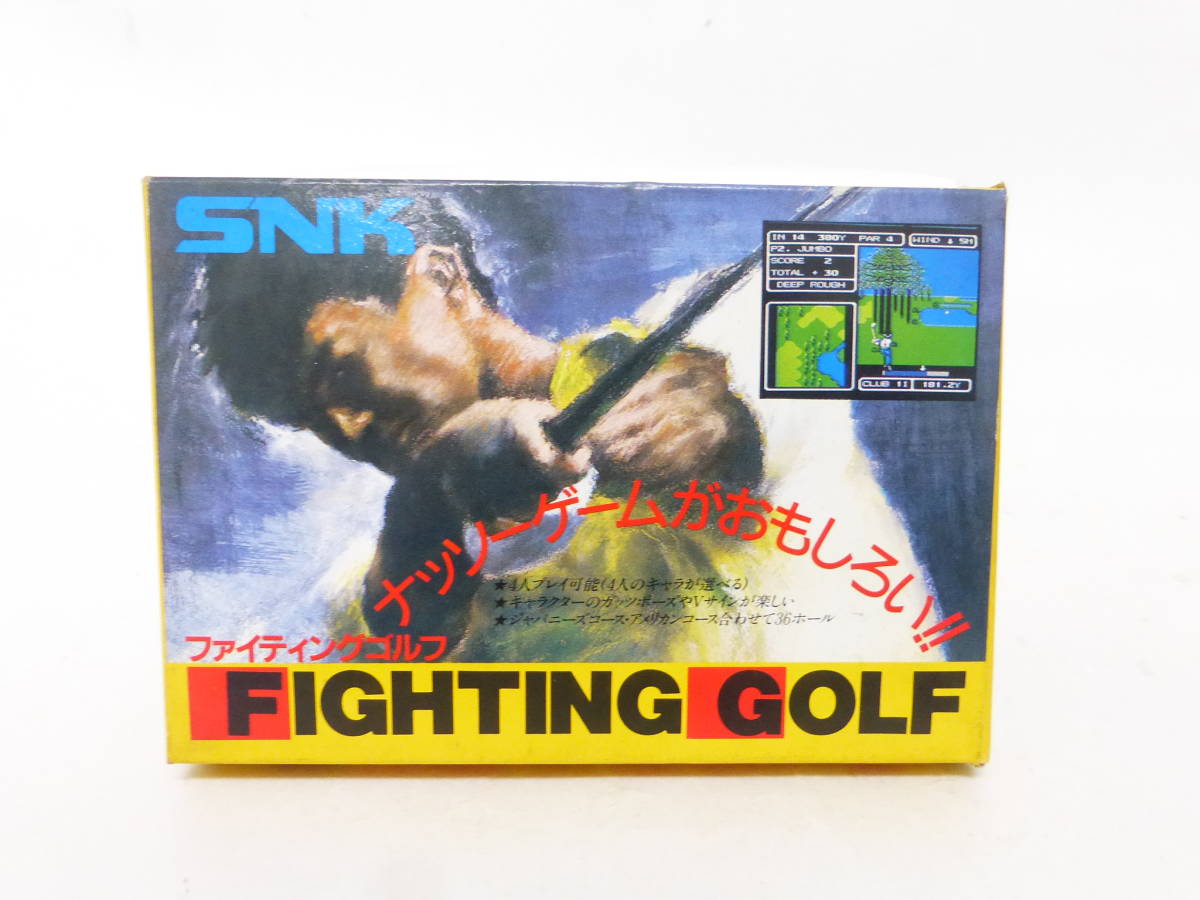 SNK
IN 14 380Y PAR 4
WIND ↓ 5M
P2. JUMBO
SCORE 2
TOTAL + 30
DEEP ROUGH
CLUB 1I
181.2Y
ナッソーゲームがおもしろい!!
★4人プレイ可能(4人のキャラが選べる)
★キャラクターのガッツポーズやVサインが楽しい
★ジャパニーズコース・アメリカンコース合わせて36ホール
ファイティングゴルフ
FIGHTING GOLF